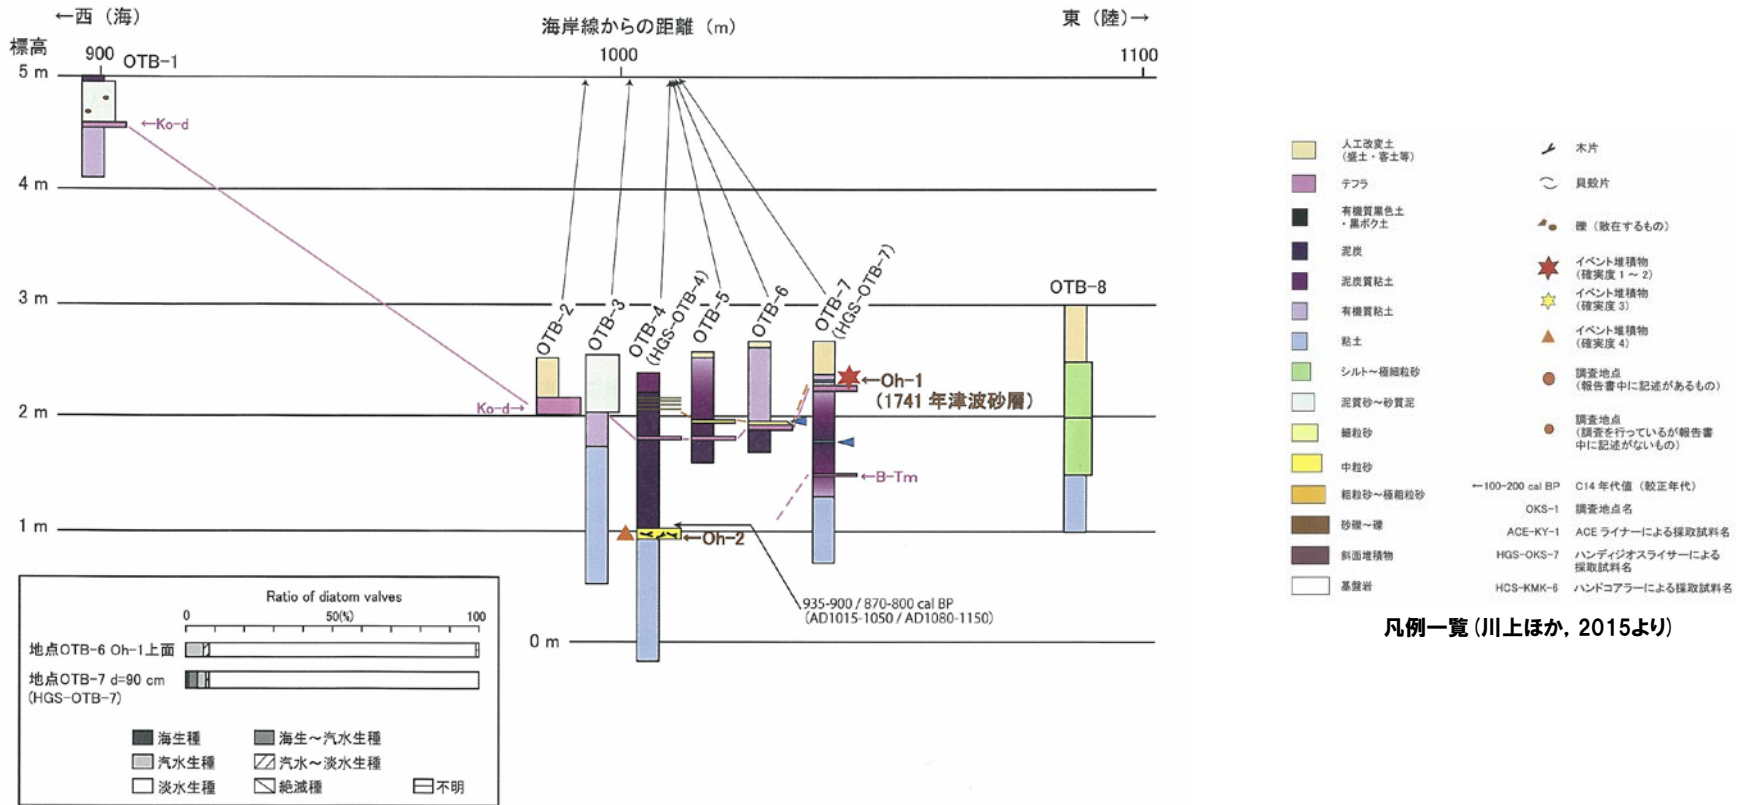 ←西（海）
海岸線からの距離（m）
東（陸）→
標高
900
1000
1100
OTB-1
5 m
4 m
3 m
2 m
1 m
0 m
←Ko-d
OTB-2
OTB-3
OTB-4
(HGS-OTB-4)
OTB-5
OTB-6
OTB-7
(HGS-OTB-7)
OTB-8
Ko-d→
←Oh-1
（1741 年津波砂層）
←B-Tm
←Oh-2
935-900 / 870-800 cal BP
(AD1015-1050 / AD1080-1150)
Ratio of diatom valves
0 50(%) 100
地点OTB-6 Oh-1上面
地点OTB-7 d=90 cm
(HGS-OTB-7)
海生種
海生～汽水生種
汽水生種
汽水～淡水生種
淡水生種
絶滅種
不明
人工改変土
（盛土・客土等）
テフラ
有機質黒色土
・黒ボク土
泥炭
泥炭質粘土
有機質粘土
粘土
シルト～極細粒砂
泥質砂～砂質泥
細粒砂
中粒砂
粗粒砂～極粗粒砂
砂礫～礫
斜面堆積物
基盤岩
木片
貝殻片
礫（散在するもの）
イベント堆積物
（確実度 1 ～ 2）
イベント堆積物
（確実度 3）
イベント堆積物
（確実度 4）
調査地点
（報告書中に記述があるもの）
調査地点
（調査を行っているが報告書
中に記述がないもの）
←100-200 cal BP C14 年代値（較正年代）
OKS-1 調査地点名
ACE-KY-1 ACE ライナーによる採取試料名
HGS-OKS-7 ハンディジオスライサーによる
採取試料名
HCS-KMK-6 ハンドコアラーによる採取試料名
凡例一覧（川上ほか，2015より）